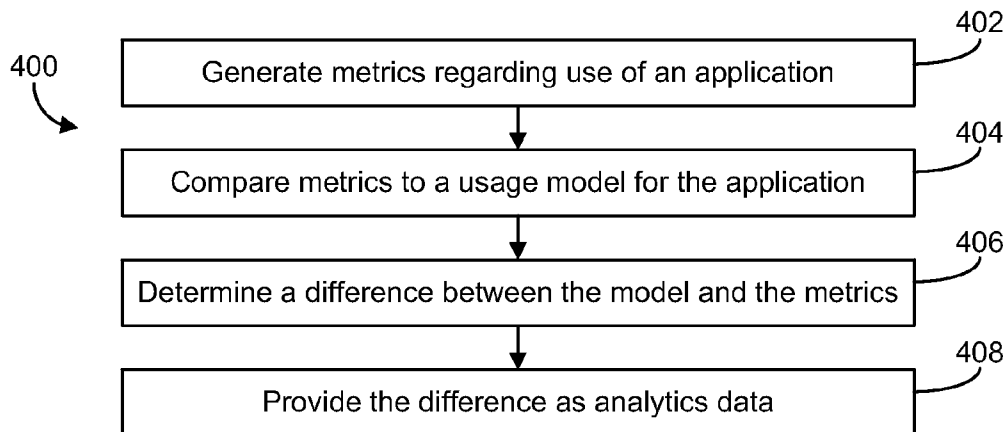 400
402
Generate metrics regarding use of an application
404
Compare metrics to a usage model for the application
406
Determine a difference between the model and the metrics
408
Provide the difference as analytics data